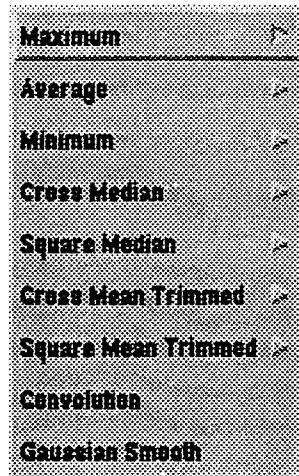 Maximum
Average
Minimum
Cross Median
Square Median
Cross Mean Trimmed
Square Mean Trimmed
Convolution
Gaussian Smooth